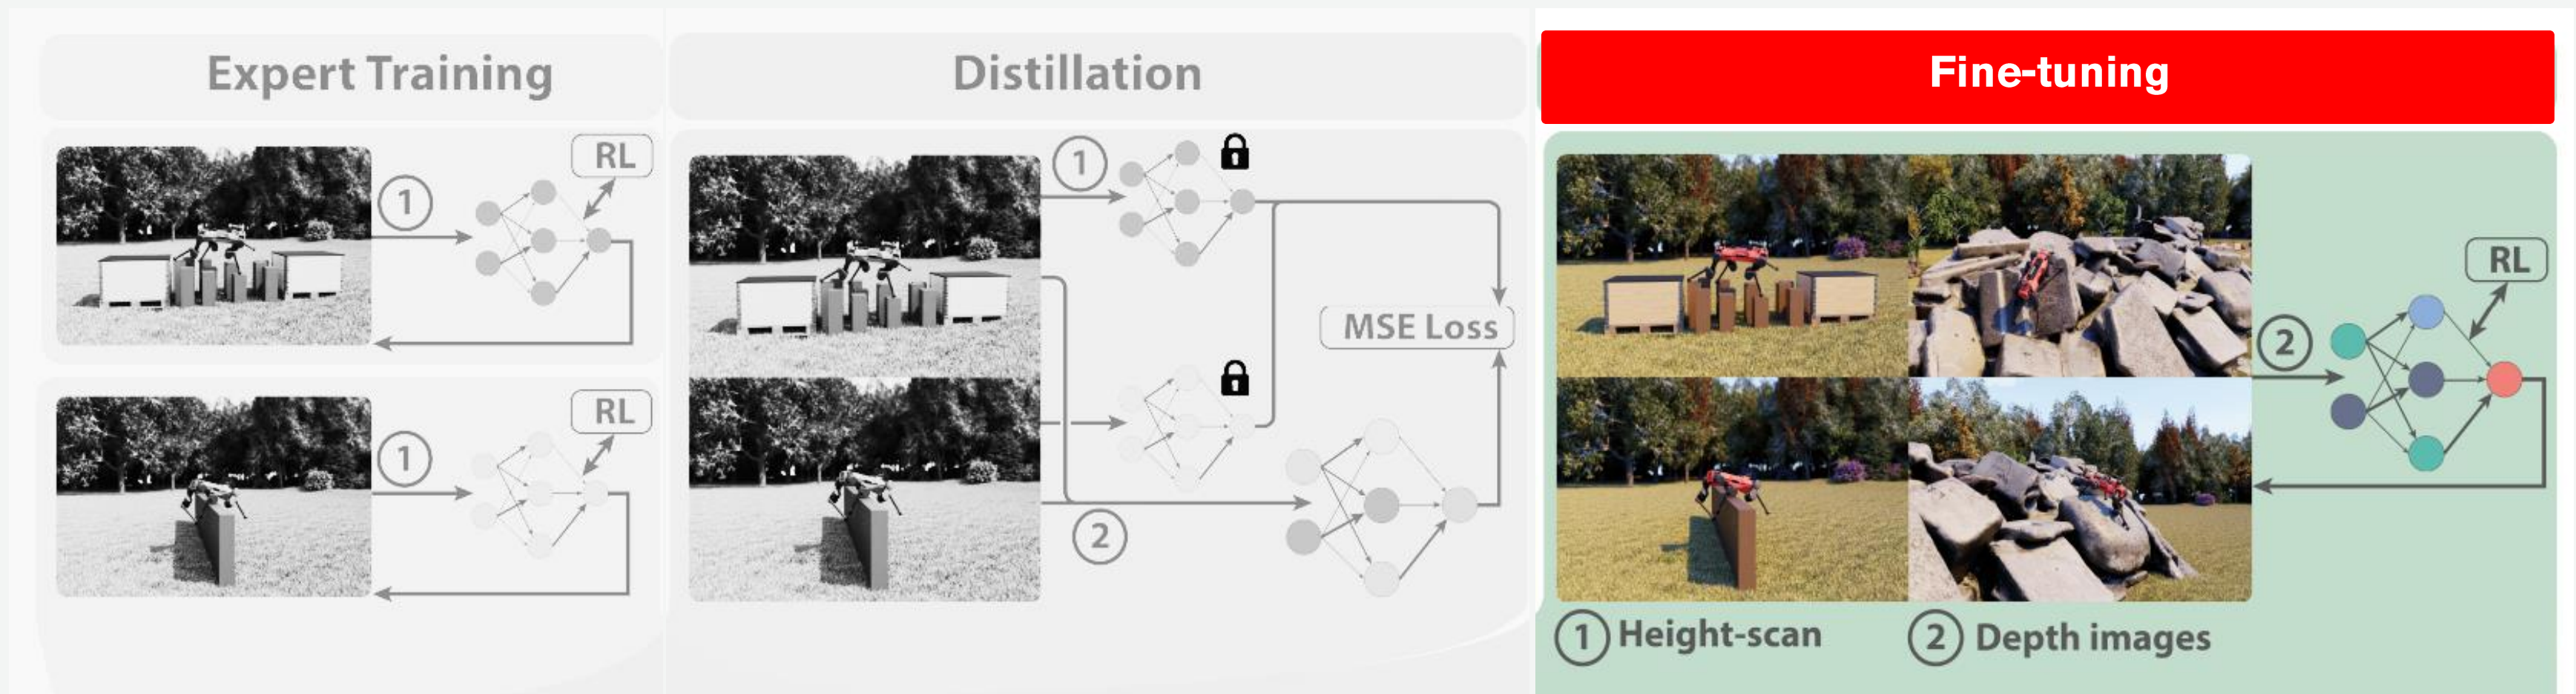 Expert Training
Distillation
Fine-tuning
1
RL
1
RL
1
2
MSE Loss
2
RL
1 Height-scan
2 Depth images